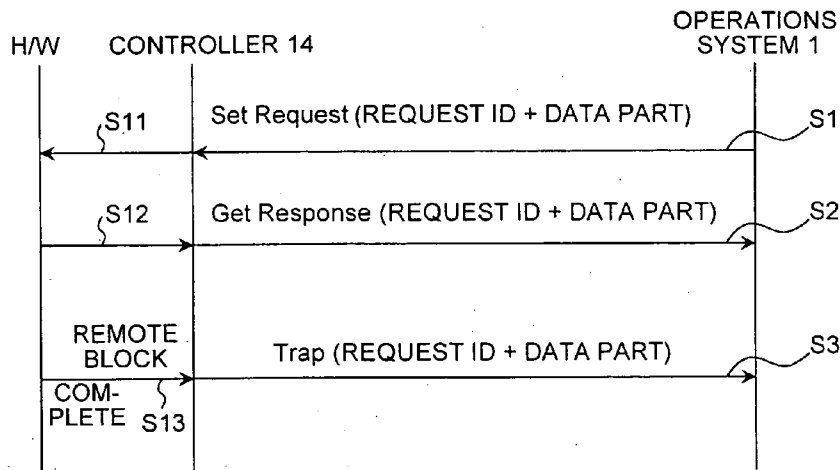 OPERATIONS
SYSTEM 1
H/W
CONTROLLER 14
S11
Set Request (REQUEST ID + DATA PART)
S1
S12
Get Response (REQUEST ID + DATA PART)
S2
REMOTE
BLOCK
Trap (REQUEST ID + DATA PART)
S3
COM-
PLETE
S13